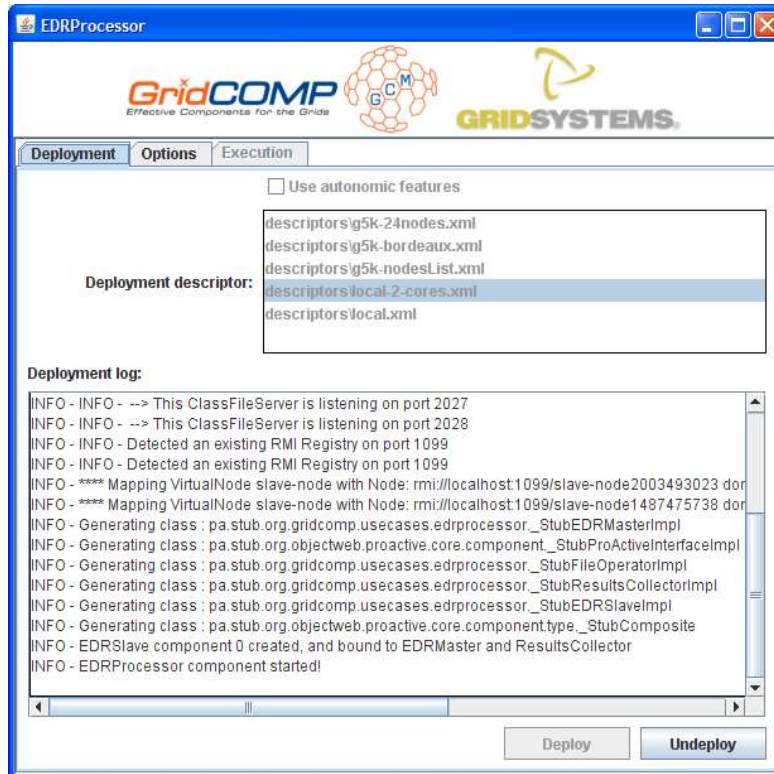 EDRProcessor
GridCOMP
Effective Components for the Grids
G C M
GRIDSYSTEMS.
Deployment Options Execution
Use autonomic features
descriptors\g5k-24nodes.xml
descriptors\g5k-bordeaux.xml
descriptors\g5k-nodesList.xml
Deployment descriptor:
descriptors\local-2-cores.xml
descriptors\local.xml
Deployment log:
INFO - INFO - --> This ClassFileServer is listening on port 2027
INFO - INFO - --> This ClassFileServer is listening on port 2028
INFO - INFO - Detected an existing RMI Registry on port 1099
INFO - INFO - Detected an existing RMI Registry on port 1099
INFO - **** Mapping VirtualNode slave-node with Node: rmi://localhost:1099/slave-node2003493023 dor
INFO - **** Mapping VirtualNode slave-node with Node: rmi://localhost:1099/slave-node1487475738 dor
INFO - Generating class : pa.stub.org.gridcomp.usecases.edrprocessor._StubEDRMasterImpl
INFO - Generating class : pa.stub.org.objectweb.proactive.core.component._StubProActiveInterfaceImpl
INFO - Generating class : pa.stub.org.gridcomp.usecases.edrprocessor._StubFileOperatorImpl
INFO - Generating class : pa.stub.org.gridcomp.usecases.edrprocessor._StubResultsCollectorImpl
INFO - Generating class : pa.stub.org.gridcomp.usecases.edrprocessor._StubEDRSlaveImpl
INFO - Generating class : pa.stub.org.objectweb.proactive.core.component.type._StubComposite
INFO - EDRSlave component 0 created, and bound to EDRMaster and ResultsCollector
INFO - EDRProcessor component started!
Deploy Undeploy